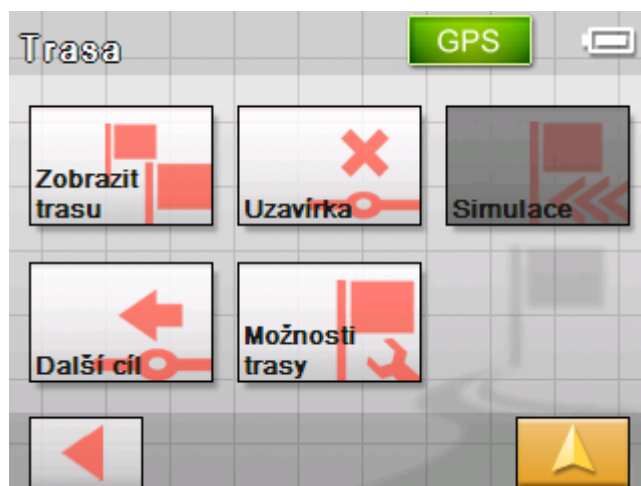 Trasa
GPS
Zobrazit
trasu
Uzavírka
Simulace
Další cíl
Možnosti
trasy